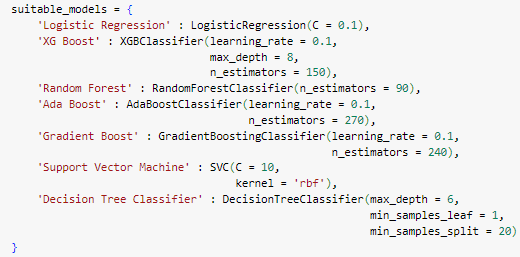 suitable_models = {
    'Logistic Regression' : LogisticRegression(C = 0.1),
    'XG Boost' : XGBClassifier(learning_rate = 0.1,
                               max_depth = 8,
                               n_estimators = 150),
    'Random Forest' : RandomForestClassifier(n_estimators = 90),
    'Ada Boost' : AdaBoostClassifier(learning_rate = 0.1,
                                     n_estimators = 270),
    'Gradient Boost' : GradientBoostingClassifier(learning_rate = 0.1,
                                                  n_estimators = 240),
    'Support Vector Machine' : SVC(C = 10,
                                   kernel = 'rbf'),
    'Decision Tree Classifier' : DecisionTreeClassifier(max_depth = 6,
                                                        min_samples_leaf = 1,
                                                        min_samples_split = 20)
}